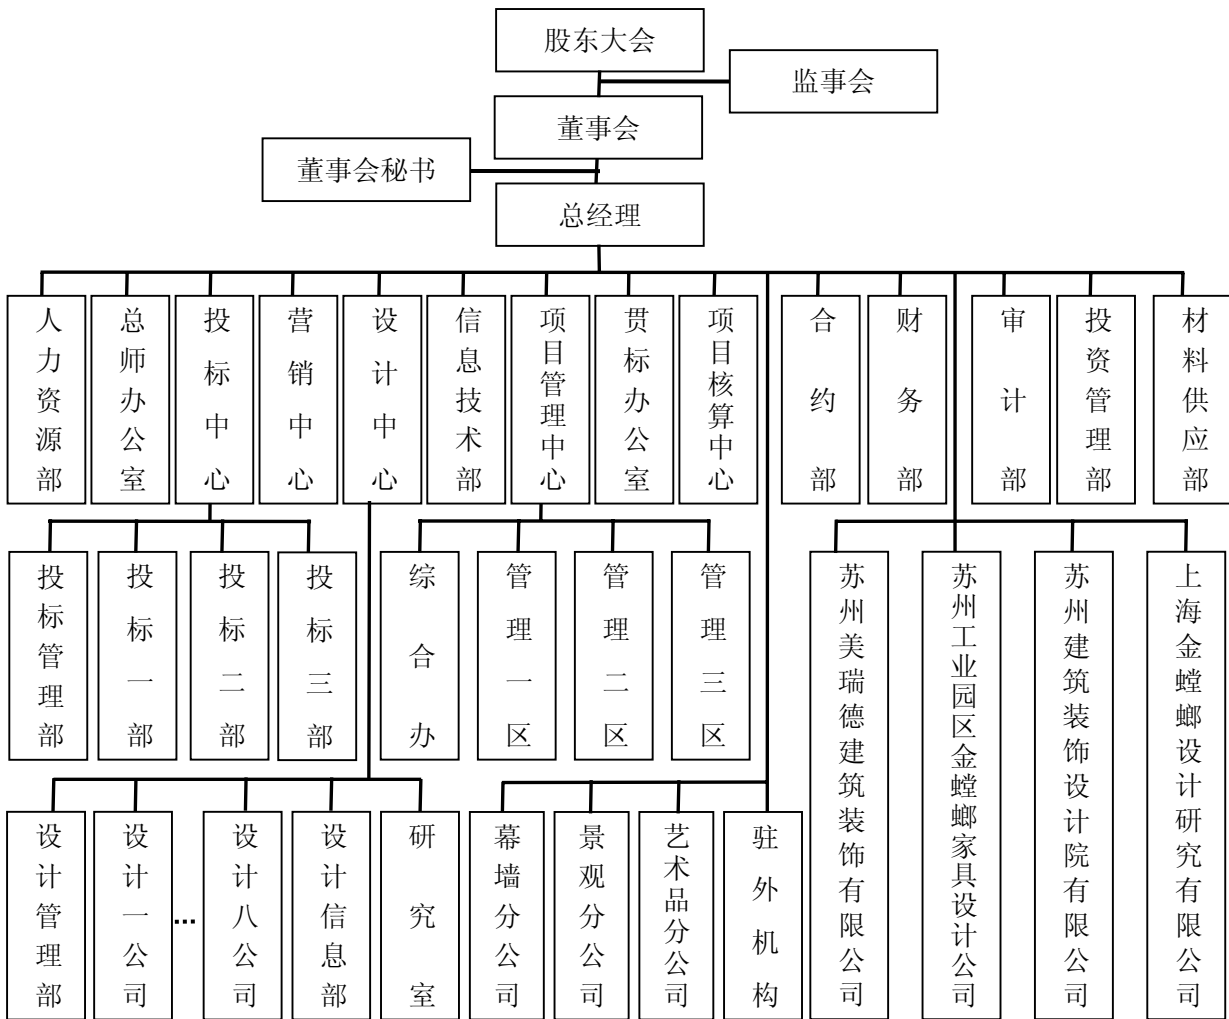 股东大会
监事会
董事会
董事会秘书
总经理
人力资源部
总师办公室
投标中心
营销中心
设计中心
信息技术部
项目管理中心
贯标办公室
项目核算中心
合约部
财务部
审计部
投资管理部
材料供应部
投标管理部
投标一部
投标二部
投标三部
综合办
管理一区
管理二区
管理三区
苏州美瑞德建筑装饰有限公司
苏州工业园区金螳螂家具设计公司
苏州建筑装饰设计院有限公司
上海金螳螂设计研究有限公司
设计管理部
设计一公司
...
设计八公司
设计信息部
研究室
幕墙分公司
景观分公司
艺术品分公司
驻外机构